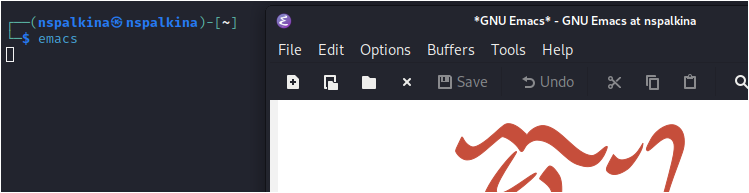 ┌──(nspalkina㉿nspalkina)-[~]
└─$ emacs
*GNU Emacs* - GNU Emacs at nspalkina
File Edit Options Buffers Tools Help
Save Undo